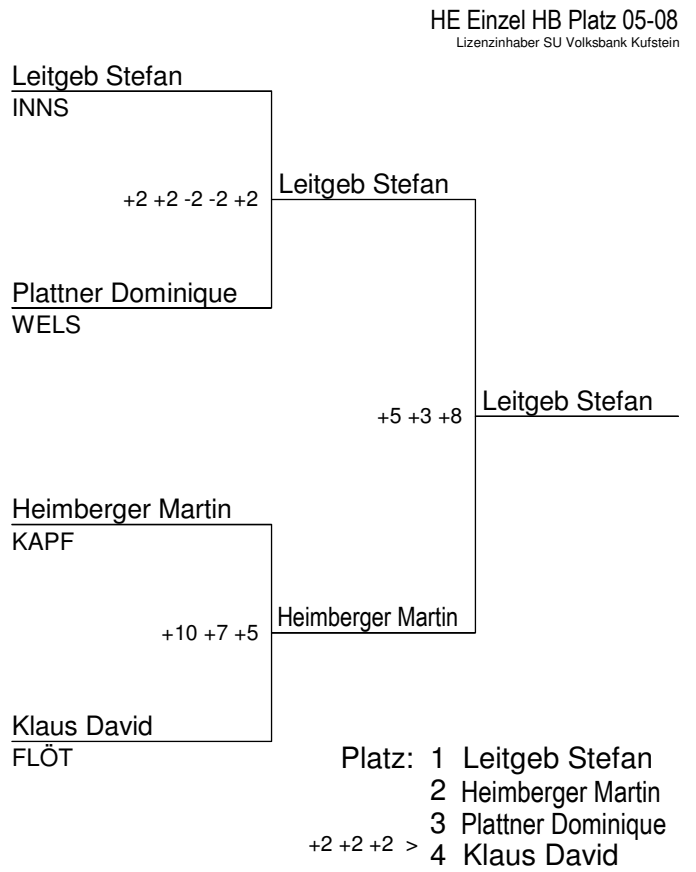 HE Einzel HB Platz 05-08
Lizenzinhaber SU Volksbank Kufstein
Leitgeb Stefan
INNS
+2 +2 -2 -2 +2
Leitgeb Stefan
Plattner Dominique
WELS
+5 +3 +8
Leitgeb Stefan
Heimberger Martin
KAPF
+10 +7 +5
Heimberger Martin
Klaus David
FLÖT
Platz: 1 Leitgeb Stefan
2 Heimberger Martin
3 Plattner Dominique
+2 +2 +2 > 4 Klaus David